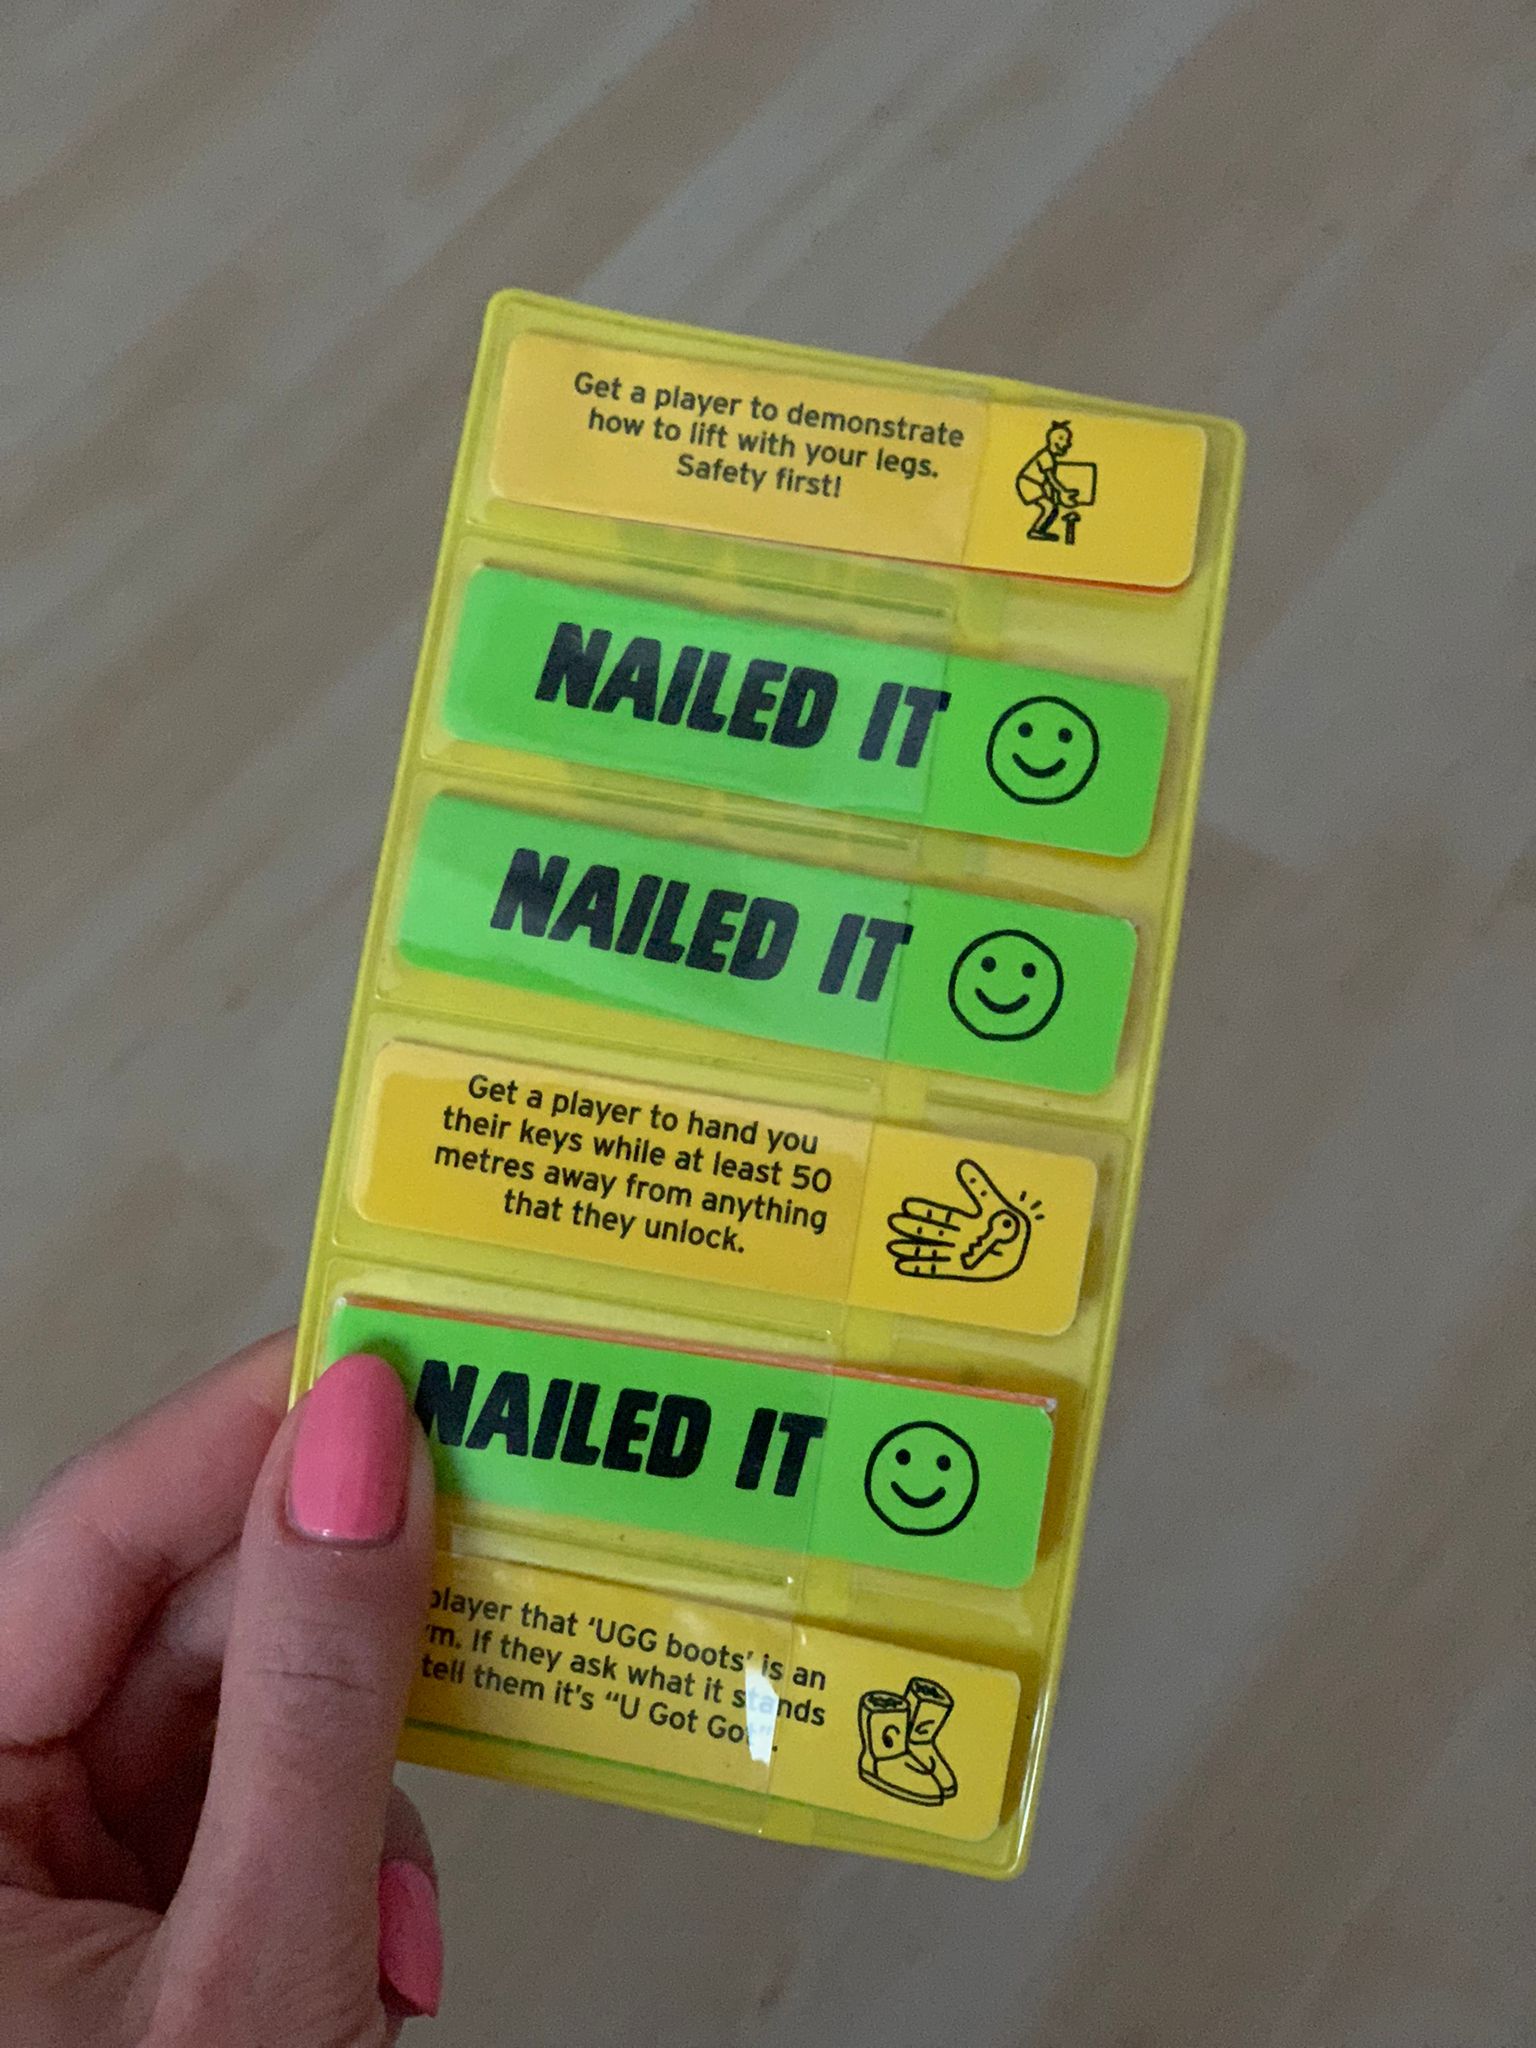 Get a player to demonstrate
how to lift with your legs.
Safety first!
NAILED IT
NAILED IT
Get a player to hand you
their keys while at least 50
metres away from anything
that they unlock.
NAILED IT
player that ‘UGG boots’ is an
If they ask what it stands
tell them it's “U Got Got”.